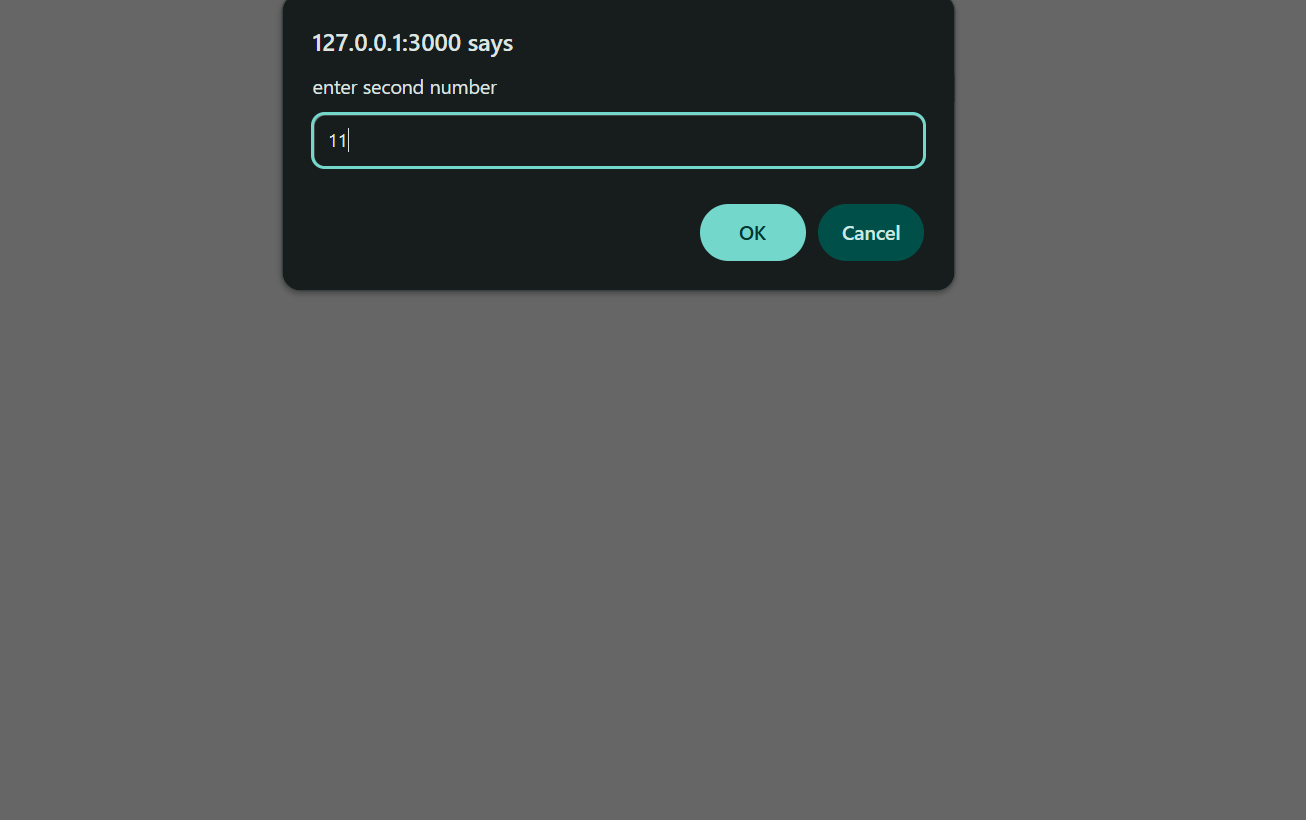 127.0.0.1:3000 says
enter second number
11
OK Cancel